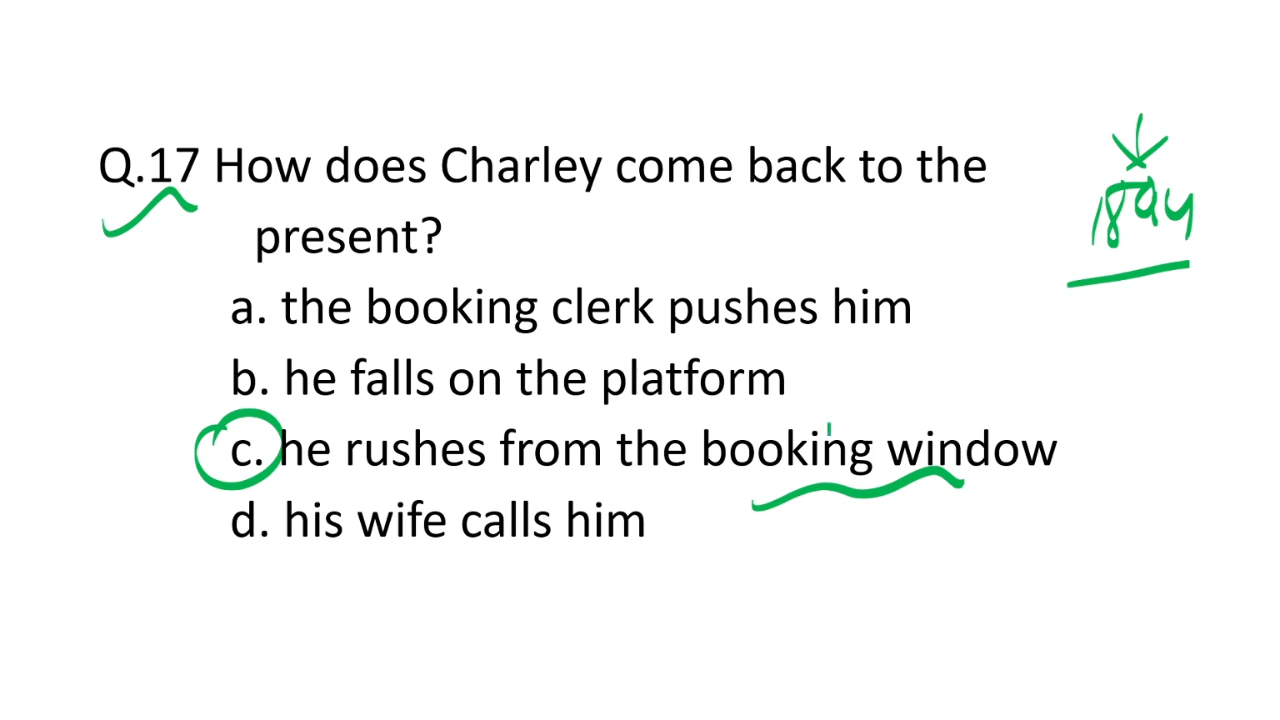 Q.17 How does Charley come back to the
present?
a. the booking clerk pushes him
b. he falls on the platform
c. he rushes from the booking window
d. his wife calls him
1894